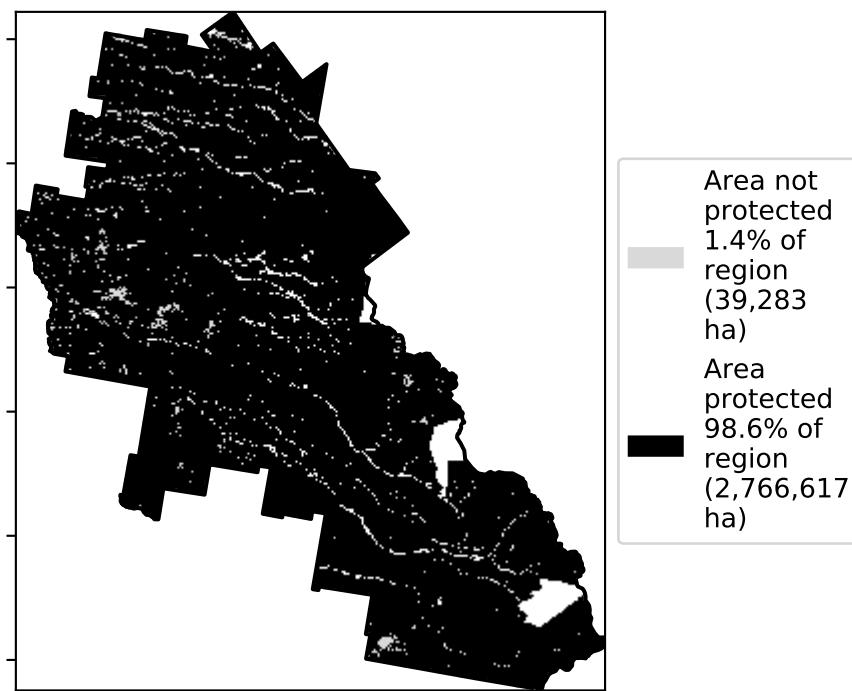 Area not
protected
1.4% of
region
(39,283
ha)
Area
protected
98.6% of
region
(2,766,617
ha)